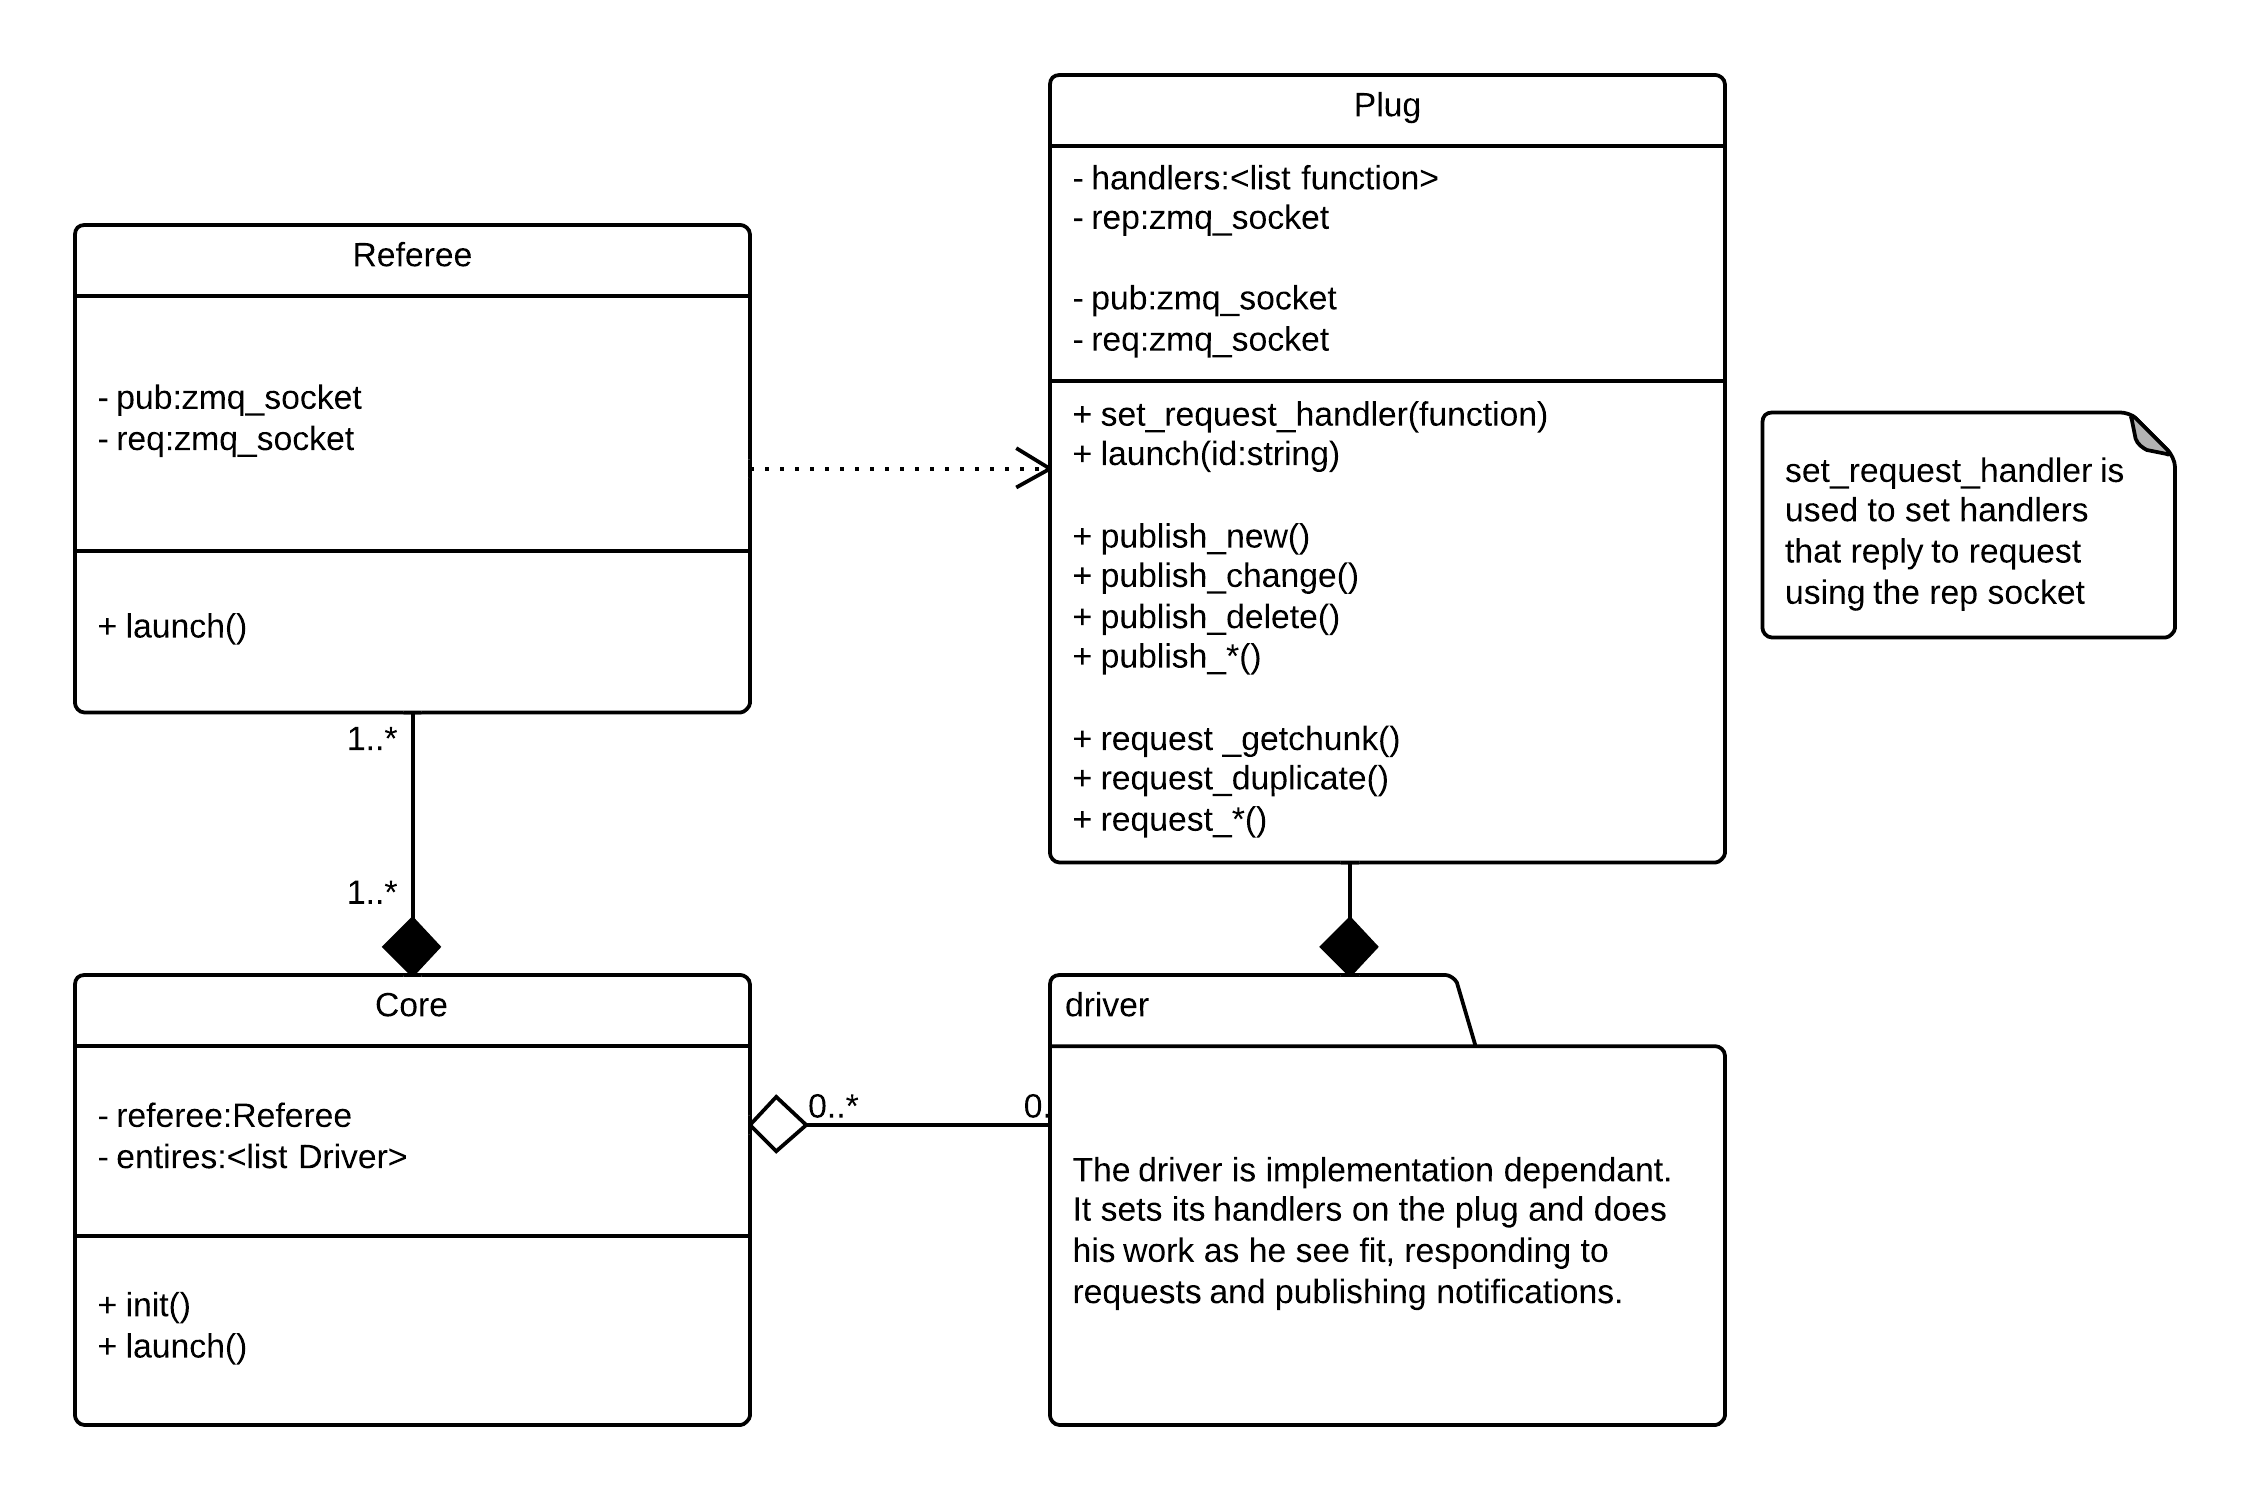 Plug
- handlers:<list function>
- rep:zmq_socket
- pub:zmq_socket
- req:zmq_socket
+ set_request_handler(function)
+ launch(id:string)
+ publish_new()
+ publish_change()
+ publish_delete()
+ publish_*()
+ request _getchunk()
+ request_duplicate()
+ request_*()
Referee
- pub:zmq_socket
- req:zmq_socket
+ launch()
set_request_handler is
used to set handlers
that reply to request
using the rep socket
1..*
1..*
Core
- referee:Referee
- entires:<list Driver>
+ init()
+ launch()
0..*
0.
driver
The driver is implementation dependant.
It sets its handlers on the plug and does
his work as he see fit, responding to
requests and publishing notifications.